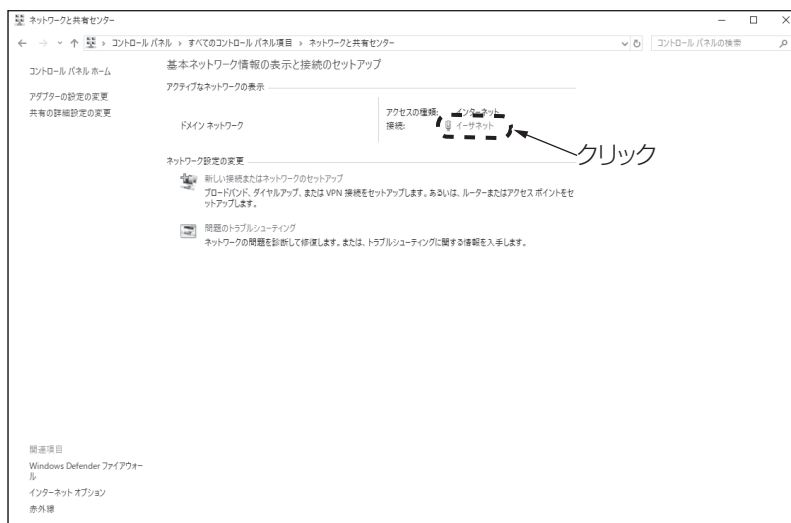 ネットワークと共有センター
コントロール パネル › すべてのコントロール パネル項目 › ネットワークと共有センター
コントロール パネルの検索
コントロール パネル ホーム
アダプターの設定の変更
共有の詳細設定の変更
基本ネットワーク情報の表示と接続のセットアップ
アクティブなネットワークの表示
ドメイン ネットワーク
アクセスの種類: インターネット
接続: イーサネット
クリック
ネットワーク設定の変更
新しい接続またはネットワークのセットアップ
ブロードバンド、ダイヤルアップ、または VPN 接続をセットアップします。あるいは、ルーターまたはアクセス ポイントをセ
ットアップします。
問題のトラブルシューティング
ネットワークの問題を診断して修復します。または、トラブルシューティングに関する情報を入手します。
関連項目
Windows Defender ファイアウォー
ル
インターネット オプション
赤外線